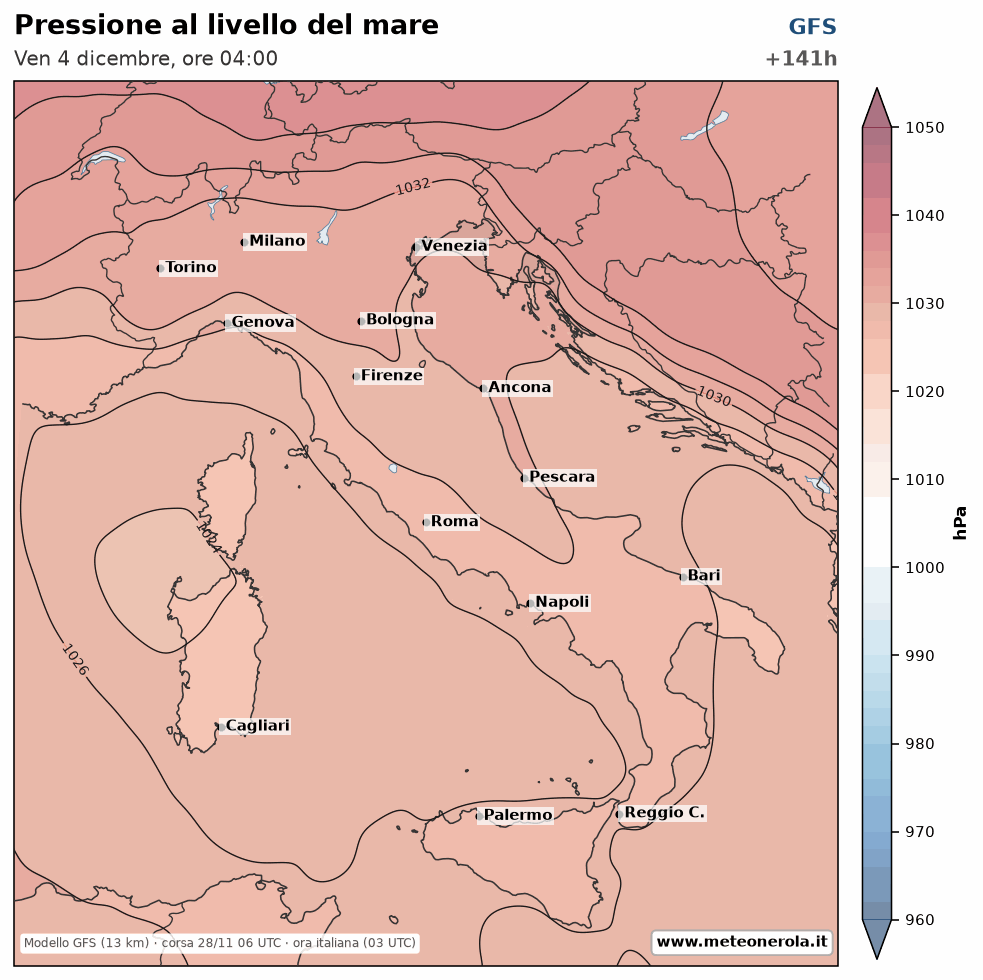 Pressione al livello del mare
GFS
Ven 4 dicembre, ore 04:00
+141h
1050
1032
Milano
Venezia
1040
Torino
Genova
Bologna
1030
Firenze
Ancona
1030
1020
Pescara
1010
Roma
1024
hPa
Bari
1000
Napoli
1026
990
Cagliari
980
Palermo
Reggio C.
970
960
Modello GFS (13 km) · corsa 28/11 06 UTC · ora italiana (03 UTC)
www.meteonerola.it